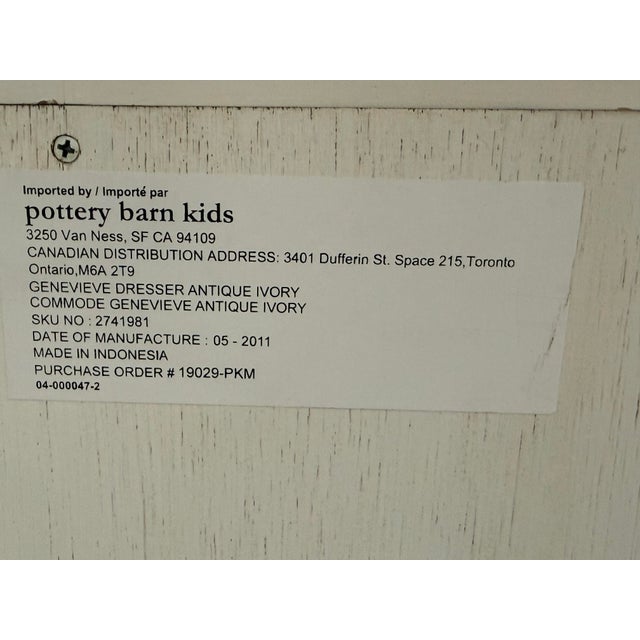 Imported by / Importé par
pottery barn kids
3250 Van Ness, SF CA 94109
CANADIAN DISTRIBUTION ADDRESS: 3401 Dufferin St. Space 215,Toronto
Ontario,M6A 2T9
GENEVIEVE DRESSER ANTIQUE IVORY
COMMODE GENEVIEVE ANTIQUE IVORY
SKU NO : 2741981
DATE OF MANUFACTURE : 05 - 2011
MADE IN INDONESIA
PURCHASE ORDER # 19029-PKM
04-000047-2